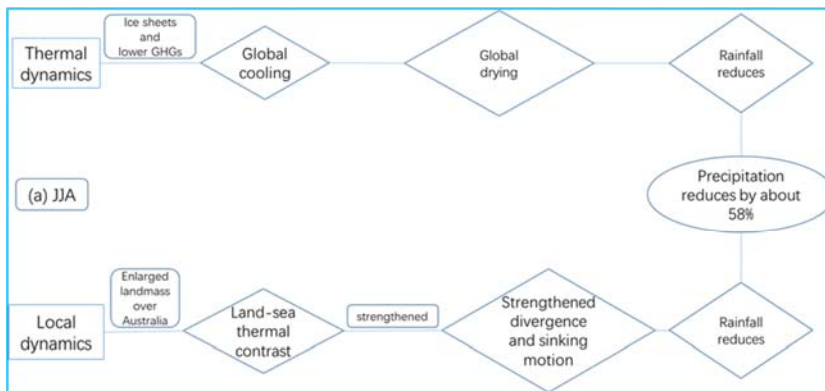 Ice sheets
and
lower GHGs
Thermal
dynamics
Global
cooling
Global
drying
Rainfall
reduces
(a) JJA
Precipitation
reduces by about
58%
Enlarged
landmass
over
Australia
Local
dynamics
Land-sea
thermal
contrast
strengthened
Strengthened
divergence
and sinking
motion
Rainfall
reduces